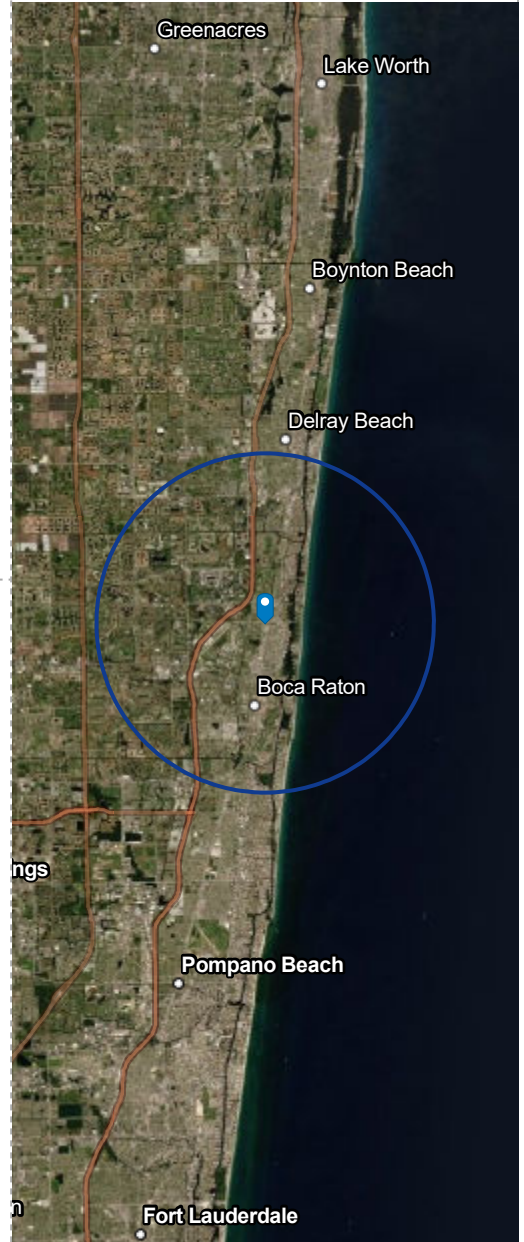 Greenacres
Lake Worth
Boynton Beach
Delray Beach
Boca Raton
ngs
Pompano Beach
n
Fort Lauderdale